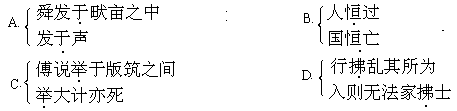 A. 舜发于畎亩之中
发于声
B. 人恒过
国恒亡
C. 傅说举于版筑之间
举大计亦死
D. 行拂乱其所为
入则无法家拂士